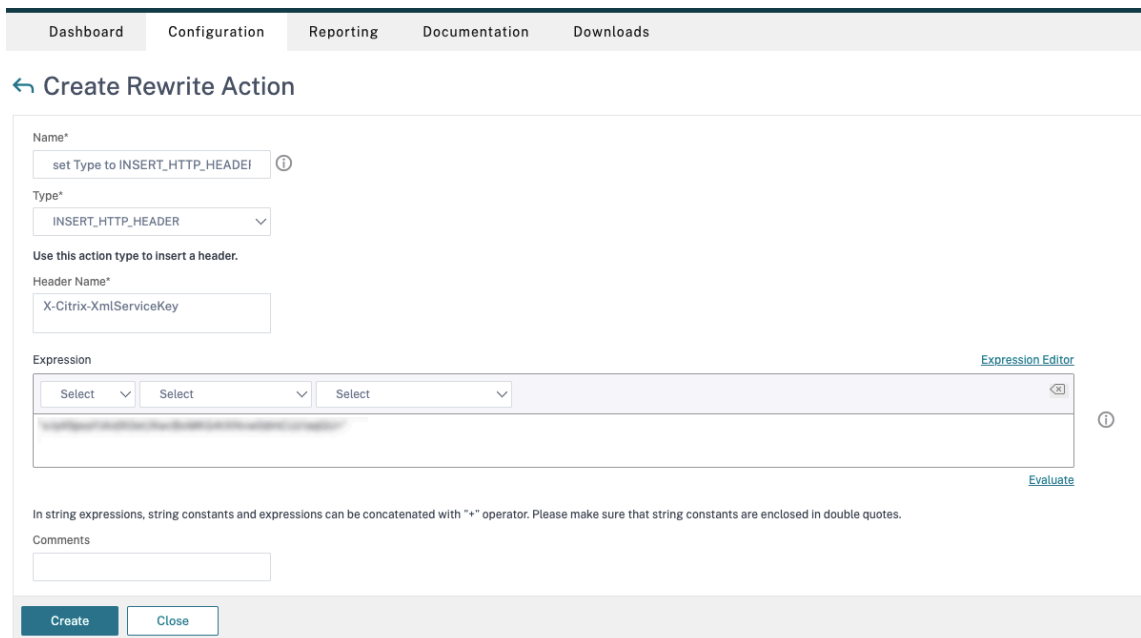 Dashboard Configuration Reporting Documentation Downloads
Create Rewrite Action
Name*
set Type to INSERT_HTTP_HEADER
Type*
INSERT_HTTP_HEADER
Use this action type to insert a header.
Header Name*
X-Citrix-XmlServiceKey
Expression Expression Editor
Select Select Select
Evaluate
In string expressions, string constants and expressions can be concatenated with "+" operator. Please make sure that string constants are enclosed in double quotes.
Comments
Create Close